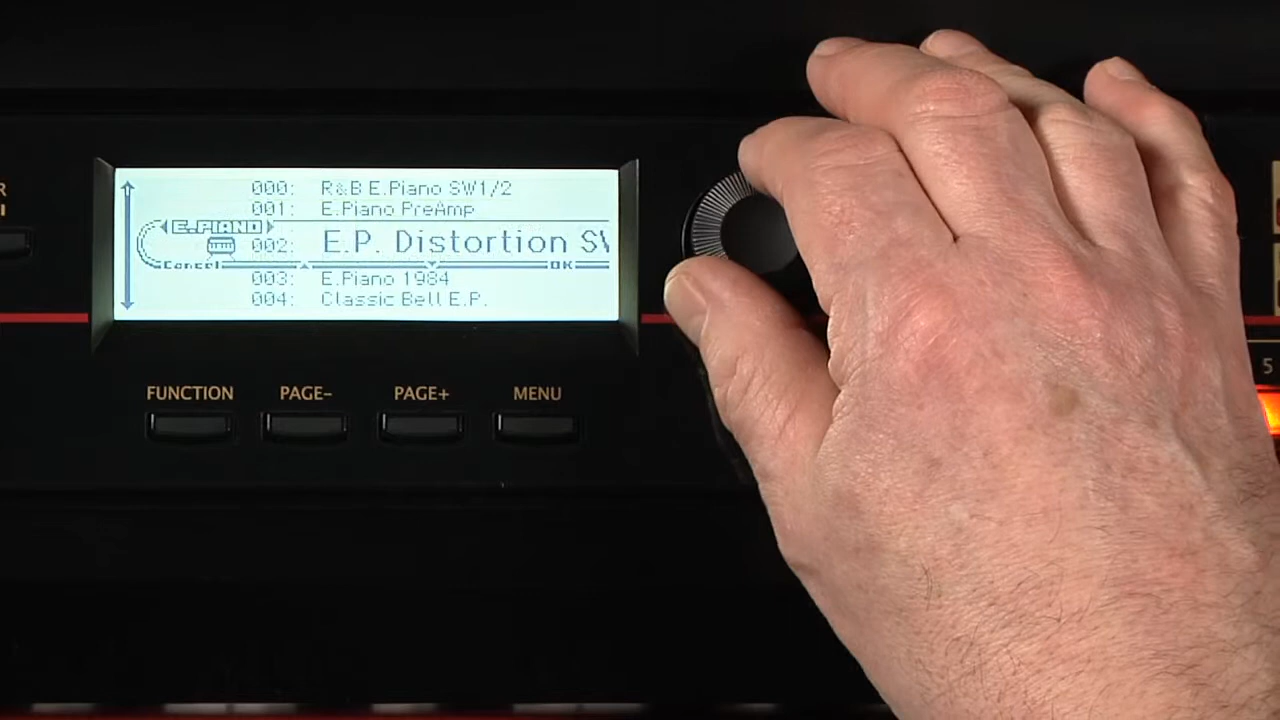 000: R&B E.Piano SW1/2
001: E.Piano PreAmp
E.PIANO
002: E.P. Distortion SW
Cancel OK
003: E.Piano 1984
004: Classic Bell E.P.
FUNCTION PAGE- PAGE+ MENU
R
I
5